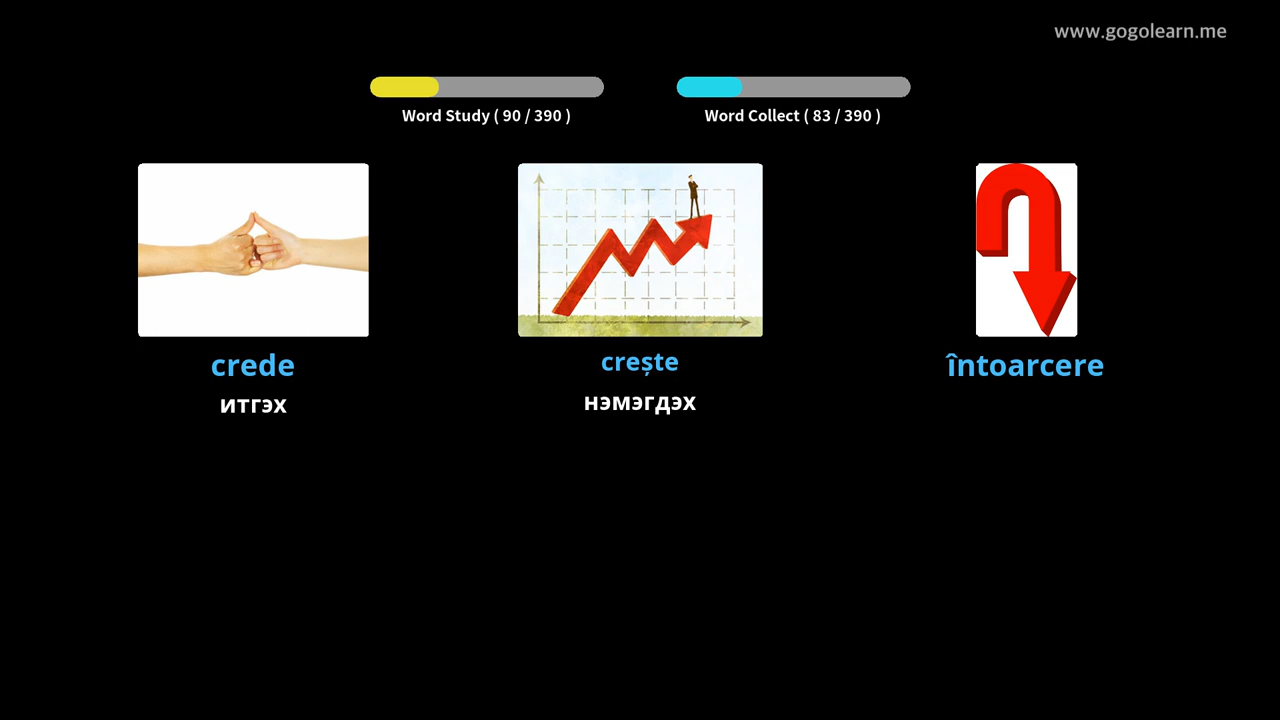 www.gogolearn.me
Word Study ( 90 / 390 )
Word Collect ( 83 / 390 )
crede
crește
întoarcere
итгэх
нэмэгдэх